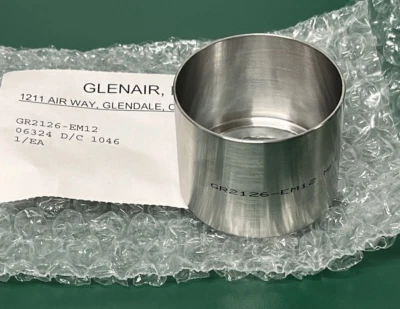 GLENAIR,
1211 AIR WAY, GLENDALE,
GR2126-EM12
06324 D/C 1046
1/EA
GR2126-EM12